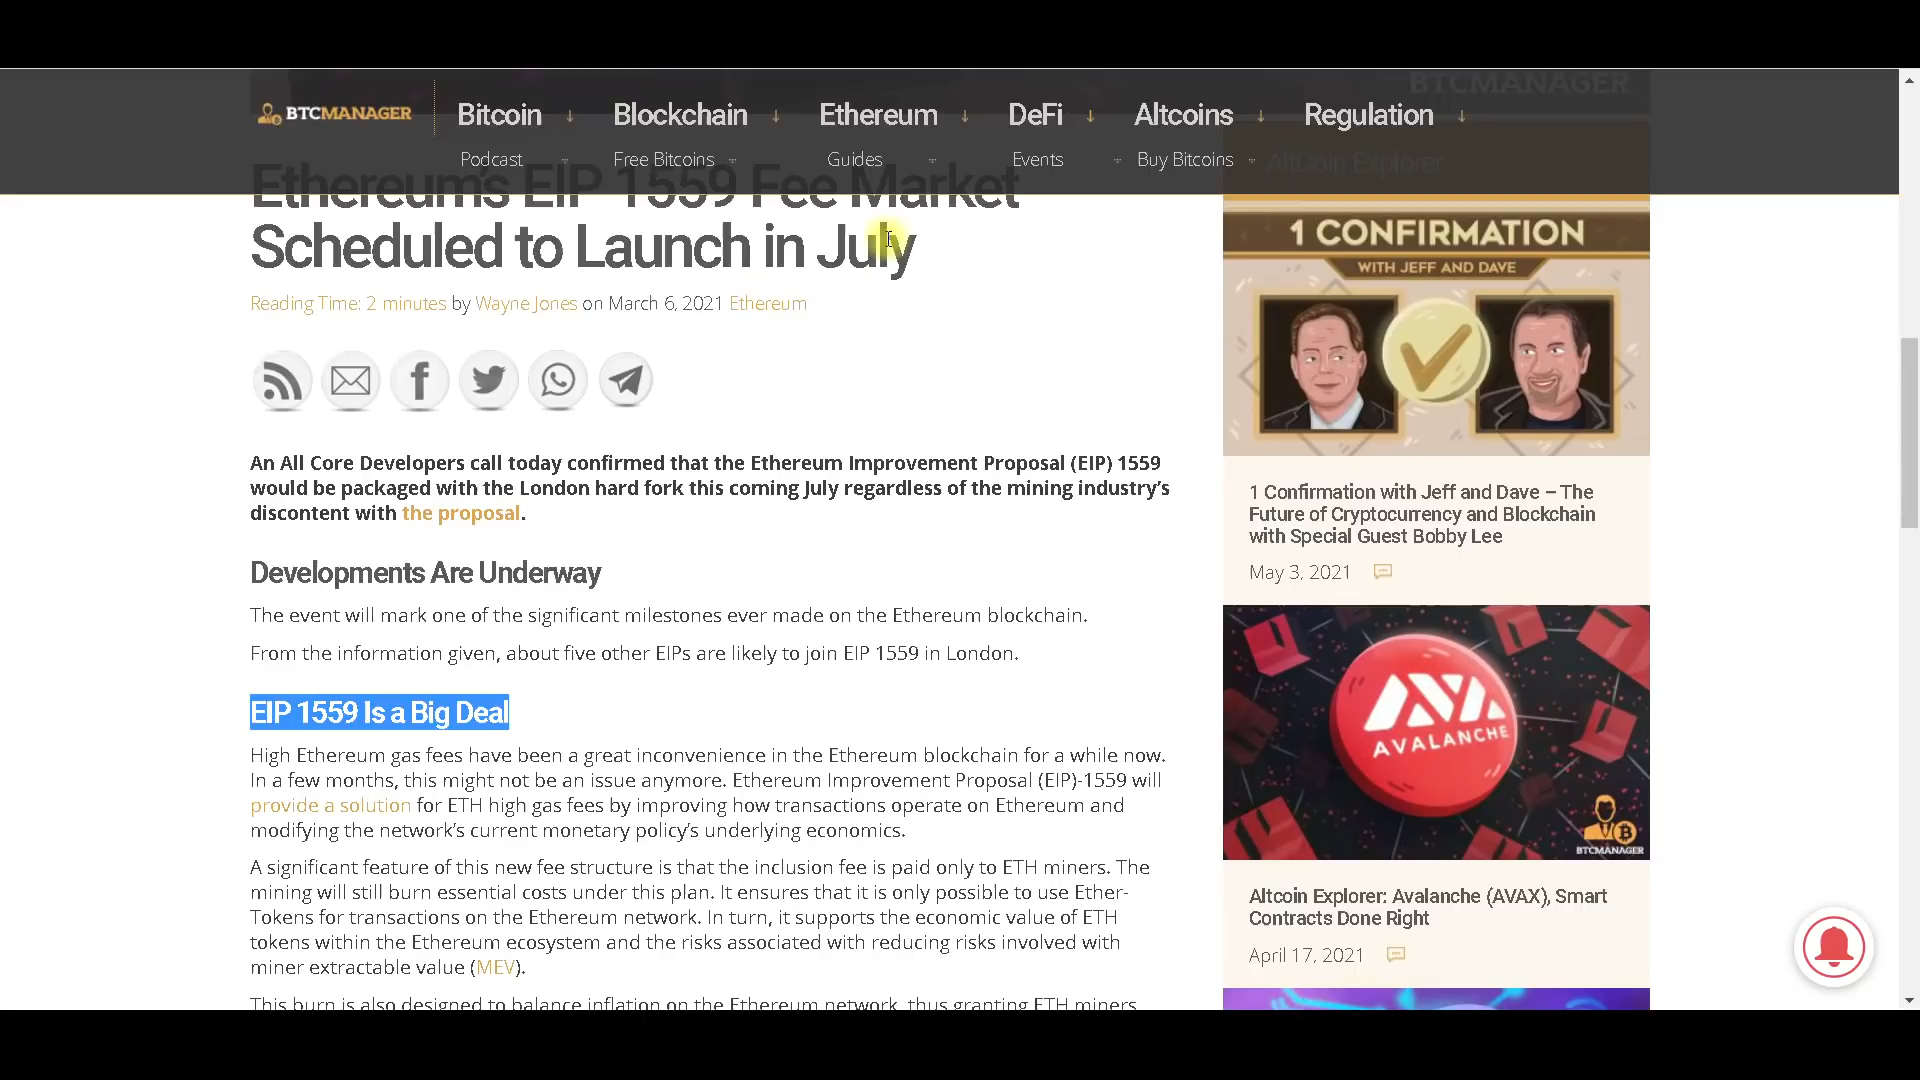 BTCMANAGER
BTCMANAGER
Bitcoin
Blockchain
Ethereum
DeFi
Altcoins
Regulation
Podcast
Free Bitcoins
Guides
Events
Buy Bitcoins
AltCoin Explorer
Ethereum's EIP 1559 Fee Market
Scheduled to Launch in July
Reading Time: 2 minutes by Wayne Jones on March 6, 2021 Ethereum
An All Core Developers call today confirmed that the Ethereum Improvement Proposal (EIP) 1559
would be packaged with the London hard fork this coming July regardless of the mining industry's
discontent with the proposal.
Developments Are Underway
The event will mark one of the significant milestones ever made on the Ethereum blockchain.
From the information given, about five other EIPs are likely to join EIP 1559 in London.
EIP 1559 Is a Big Deal
High Ethereum gas fees have been a great inconvenience in the Ethereum blockchain for a while now.
In a few months, this might not be an issue anymore. Ethereum Improvement Proposal (EIP)-1559 will
provide a solution for ETH high gas fees by improving how transactions operate on Ethereum and
modifying the network's current monetary policy's underlying economics.
A significant feature of this new fee structure is that the inclusion fee is paid only to ETH miners. The
mining will still burn essential costs under this plan. It ensures that it is only possible to use Ether-
Tokens for transactions on the Ethereum network. In turn, it supports the economic value of ETH
tokens within the Ethereum ecosystem and the risks associated with reducing risks involved with
miner extractable value (MEV).
This burn is also designed to balance inflation on the Ethereum network, thus granting ETH miners
1 CONFIRMATION
WITH JEFF AND DAVE
1 Confirmation with Jeff and Dave – The
Future of Cryptocurrency and Blockchain
with Special Guest Bobby Lee
May 3, 2021
AVALANCHE
BTCMANAGER
Altcoin Explorer: Avalanche (AVAX), Smart
Contracts Done Right
April 17, 2021